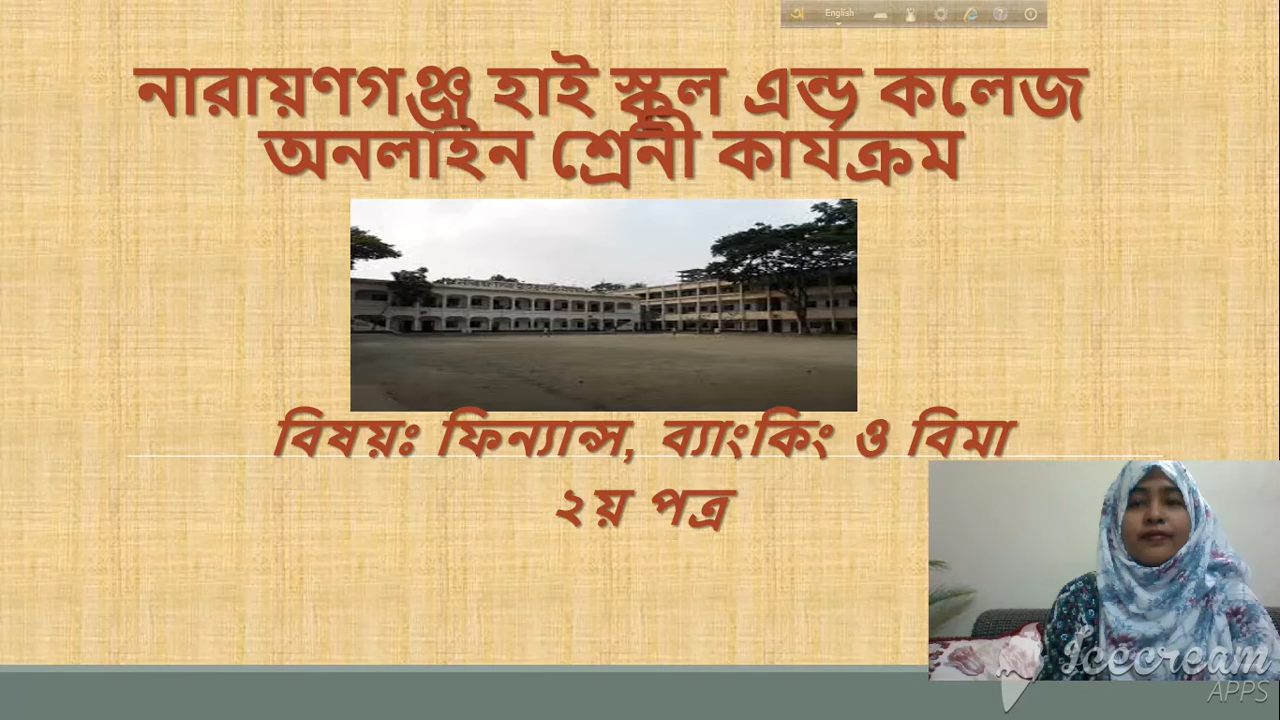 অ English
নারায়ণগঞ্জ হাই স্কুল এন্ড কলেজ
অনলাইন শ্রেনী কার্যক্রম
বিষয়ঃ ফিন্যান্স, ব্যাংকিং ও বিমা
২য় পত্র
Icecream
APPS